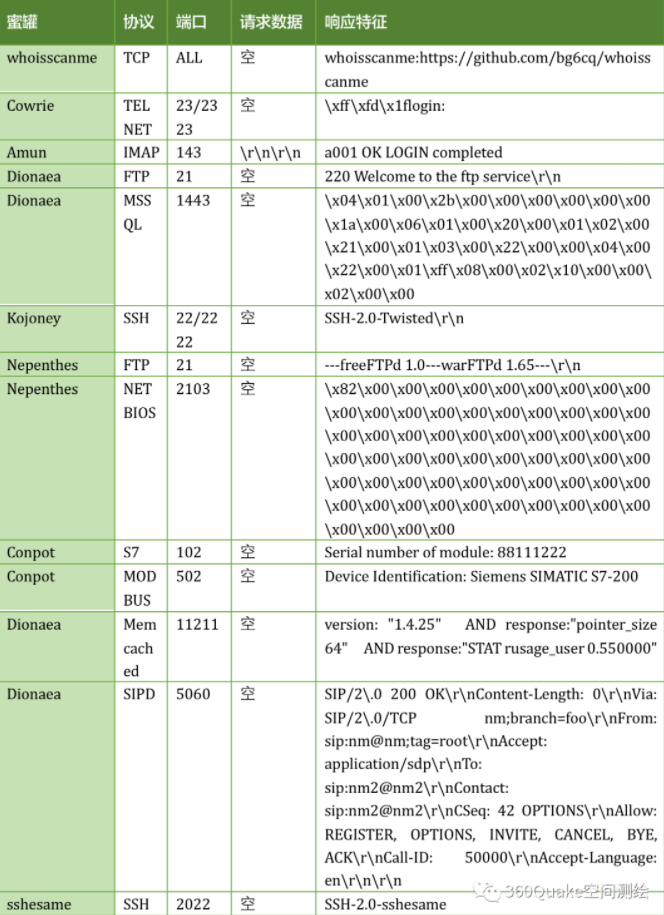 蜜罐 协议 端口 请求数据 响应特征
whoisscanme TCP ALL 空 whoisscanme:https://github.com/bg6cq/whoiss
canme
Cowrie TEL 23/23 空 \xff\xfd\x1flogin:
NET 23
Amun IMAP 143 \r\n\r\n a001 OK LOGIN completed
Dionaea FTP 21 空 220 Welcome to the ftp service\r\n
Dionaea MSS 1443 空 \x04\x01\x00\x2b\x00\x00\x00\x00\x00\x00
QL \x1a\x00\x06\x01\x00\x20\x00\x01\x02\x00
\x21\x00\x01\x03\x00\x22\x00\x00\x04\x00
\x22\x00\x01\xff\x08\x00\x02\x10\x00\x00\
x02\x00\x00
Kojoney SSH 22/22 空 SSH-2.0-Twisted\r\n
22
Nepenthes FTP 21 空 ---freeFTPd 1.0---warFTPd 1.65---\r\n
Nepenthes NET 2103 空 \x82\x00\x00\x00\x00\x00\x00\x00\x00\x00
BIOS \x00\x00\x00\x00\x00\x00\x00\x00\x00\x00
\x00\x00\x00\x00\x00\x00\x00\x00\x00\x00
\x00\x00\x00\x00\x00\x00\x00\x00\x00\x00
\x00\x00\x00\x00\x00\x00\x00\x00\x00\x00
\x00\x00\x00\x00\x00\x00\x00\x00\x00\x00
\x00\x00\x00\x00
Conpot S7 102 空 Serial number of module: 88111222
Conpot MOD 502 空 Device Identification: Siemens SIMATIC S7-200
BUS
Dionaea Mem 11211 空 version: "1.4.25" AND response:"pointer_size
cach 64" AND response:"STAT rusage_user 0.550000"
ed
Dionaea SIPD 5060 空 SIP/2\.0 200 OK\r\nContent-Length: 0\r\nVia:
SIP/2\.0/TCP nm;branch=foo\r\nFrom:
sip:nm@nm;tag=root\r\nAccept:
application/sdp\r\nTo:
sip:nm2@nm2\r\nContact:
sip:nm2@nm2\r\nCSeq: 42 OPTIONS\r\nAllow:
REGISTER, OPTIONS, INVITE, CANCEL, BYE,
ACK\r\nCall-ID: 50000\r\nAccept-Language:
en\r\n\r\n
360Quake空间测绘
sshesame SSH 2022 空 SSH-2.0-sshesame